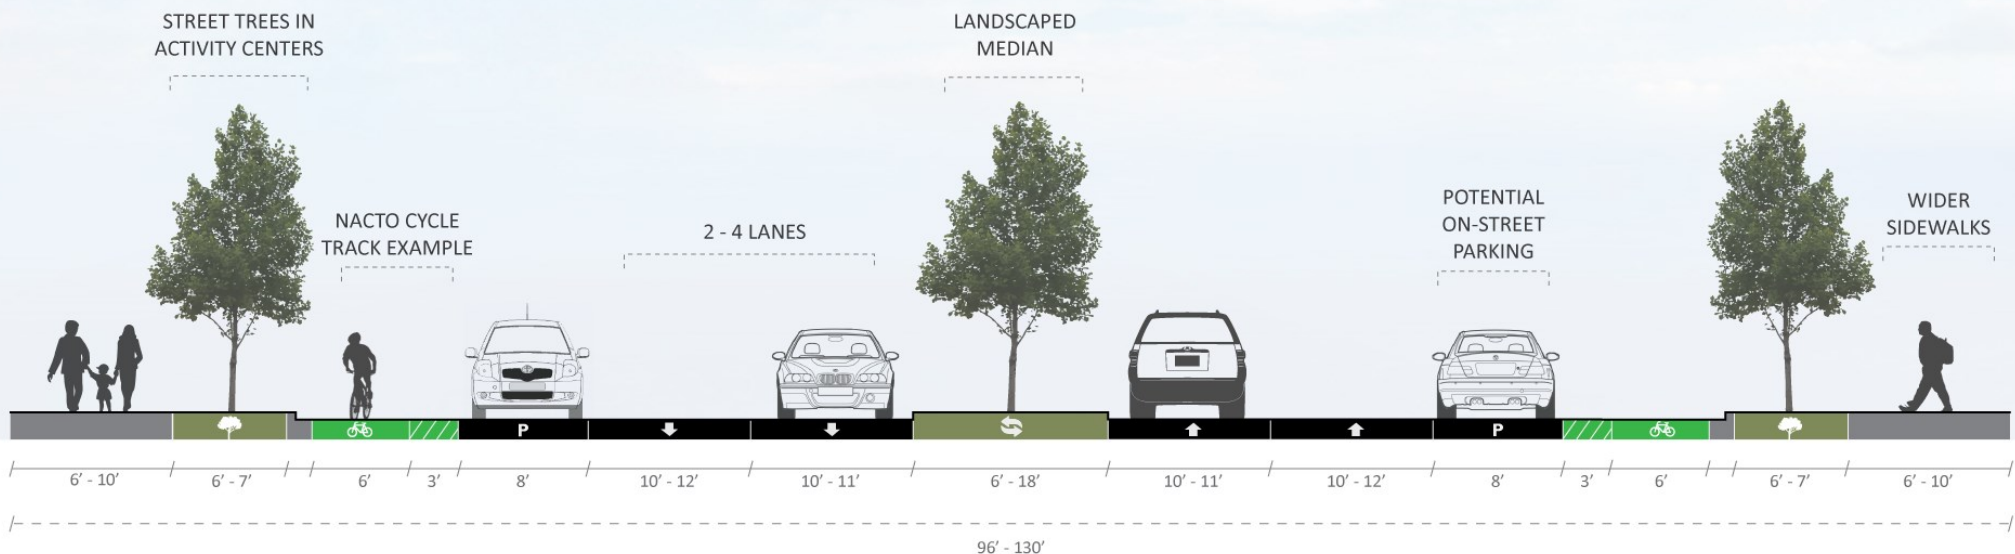 STREET TREES IN
ACTIVITY CENTERS
LANDSCAPED
MEDIAN
NACTO CYCLE
TRACK EXAMPLE
2 - 4 LANES
POTENTIAL
ON-STREET
PARKING
WIDER
SIDEWALKS
P
P
6’ - 10’
6’ - 7’
6’
3’
8’
10’ - 12’
10’ - 11’
6’ - 18’
10’ - 11’
10’ - 12’
8’
3’
6’
6’ - 7’
6’ - 10’
96’ - 130’